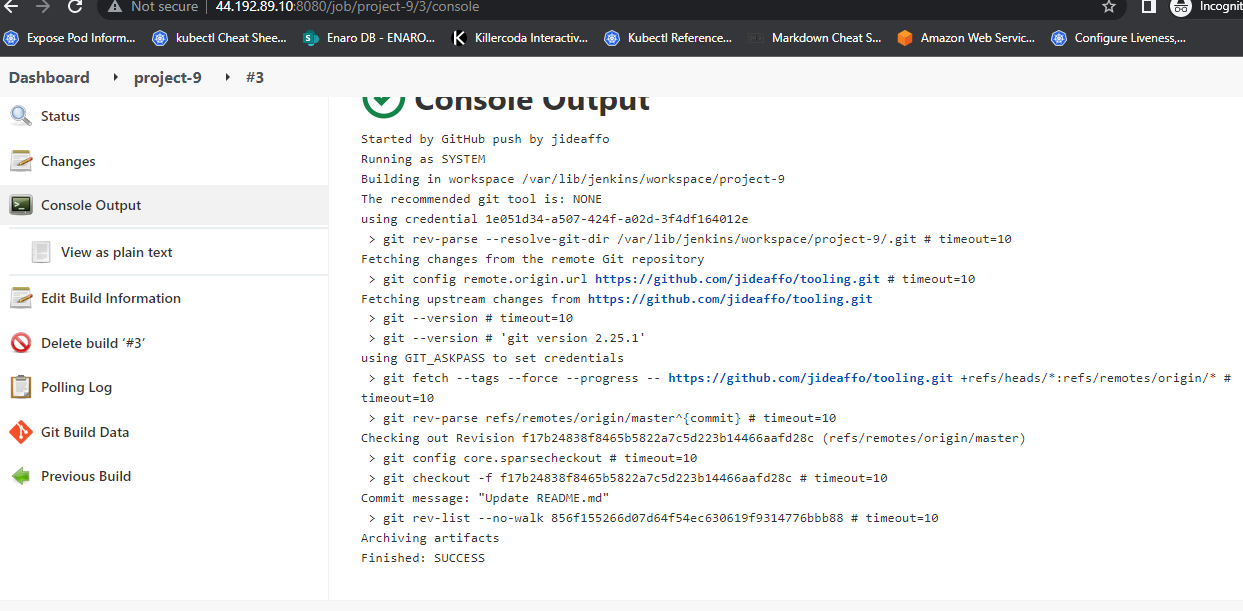 Not secure | 44.192.89.10:8080/job/project-9/3/console
Incognit
Expose Pod Inform...
kubectl Cheat Shee...
Enaro DB - ENARO...
Killercoda Interactiv...
Kubectl Reference...
Markdown Cheat S...
Amazon Web Servic...
Configure Liveness,...
Dashboard
project-9
#3
Status
Changes
Console Output
View as plain text
Edit Build Information
Delete build ‘#3’
Polling Log
Git Build Data
Previous Build
Console Output
Started by GitHub push by jideaffo
Running as SYSTEM
Building in workspace /var/lib/jenkins/workspace/project-9
The recommended git tool is: NONE
using credential 1e051d34-a507-424f-a02d-3f4df164012e
> git rev-parse --resolve-git-dir /var/lib/jenkins/workspace/project-9/.git # timeout=10
Fetching changes from the remote Git repository
> git config remote.origin.url https://github.com/jideaffo/tooling.git # timeout=10
Fetching upstream changes from https://github.com/jideaffo/tooling.git
> git --version # timeout=10
> git --version # 'git version 2.25.1'
using GIT_ASKPASS to set credentials
> git fetch --tags --force --progress -- https://github.com/jideaffo/tooling.git +refs/heads/*:refs/remotes/origin/* #
timeout=10
> git rev-parse refs/remotes/origin/master^{commit} # timeout=10
Checking out Revision f17b24838f8465b5822a7c5d223b14466aafd28c (refs/remotes/origin/master)
> git config core.sparsecheckout # timeout=10
> git checkout -f f17b24838f8465b5822a7c5d223b14466aafd28c # timeout=10
Commit message: "Update README.md"
> git rev-list --no-walk 856f155266d07d64f54ec630619f9314776bbb88 # timeout=10
Archiving artifacts
Finished: SUCCESS